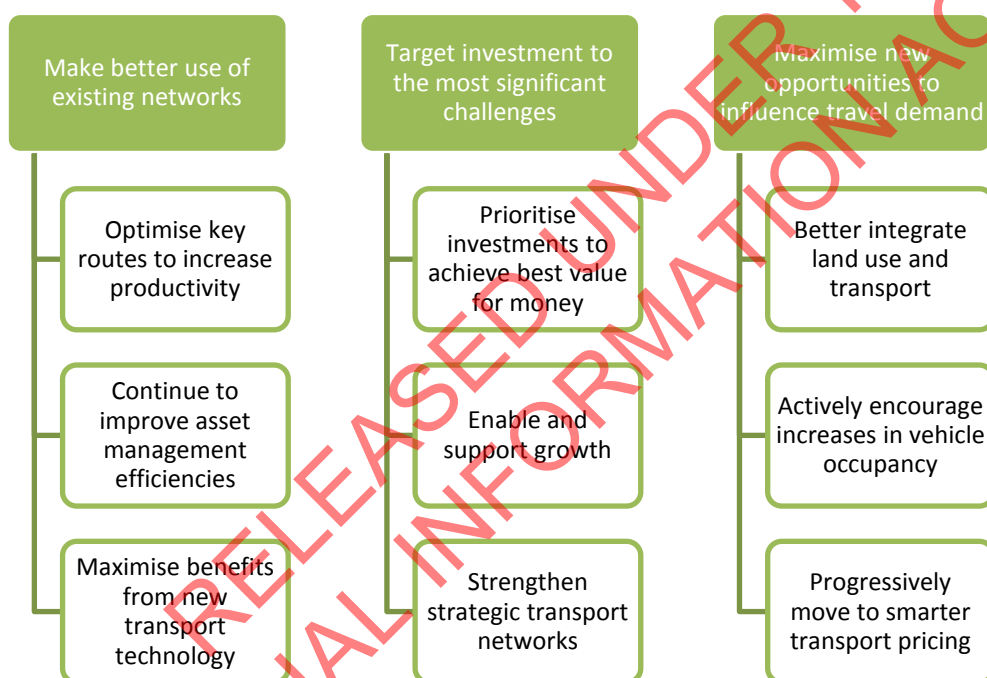 Make better use of
existing networks
Optimise key
routes to increase
productivity
Continue to
improve asset
management
efficiencies
Maximise benefits
from new
transport
technology
Target investment to
the most significant
challenges
Prioritise
investments to
achieve best value
for money
Enable and
support growth
Strengthen
strategic transport
networks
Maximise new
opportunities to
influence travel demand
Better integrate
land use and
transport
Actively encourage
increases in vehicle
occupancy
Progressively
move to smarter
transport pricing
RELEASED UNDER
INFORMATION